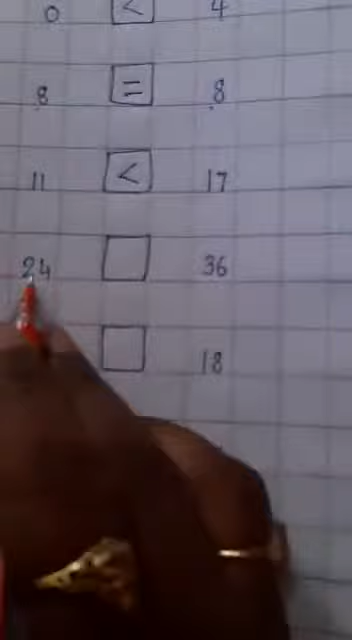 0 < 4
8 = 8
11 < 17
24 □ 36
□ 18